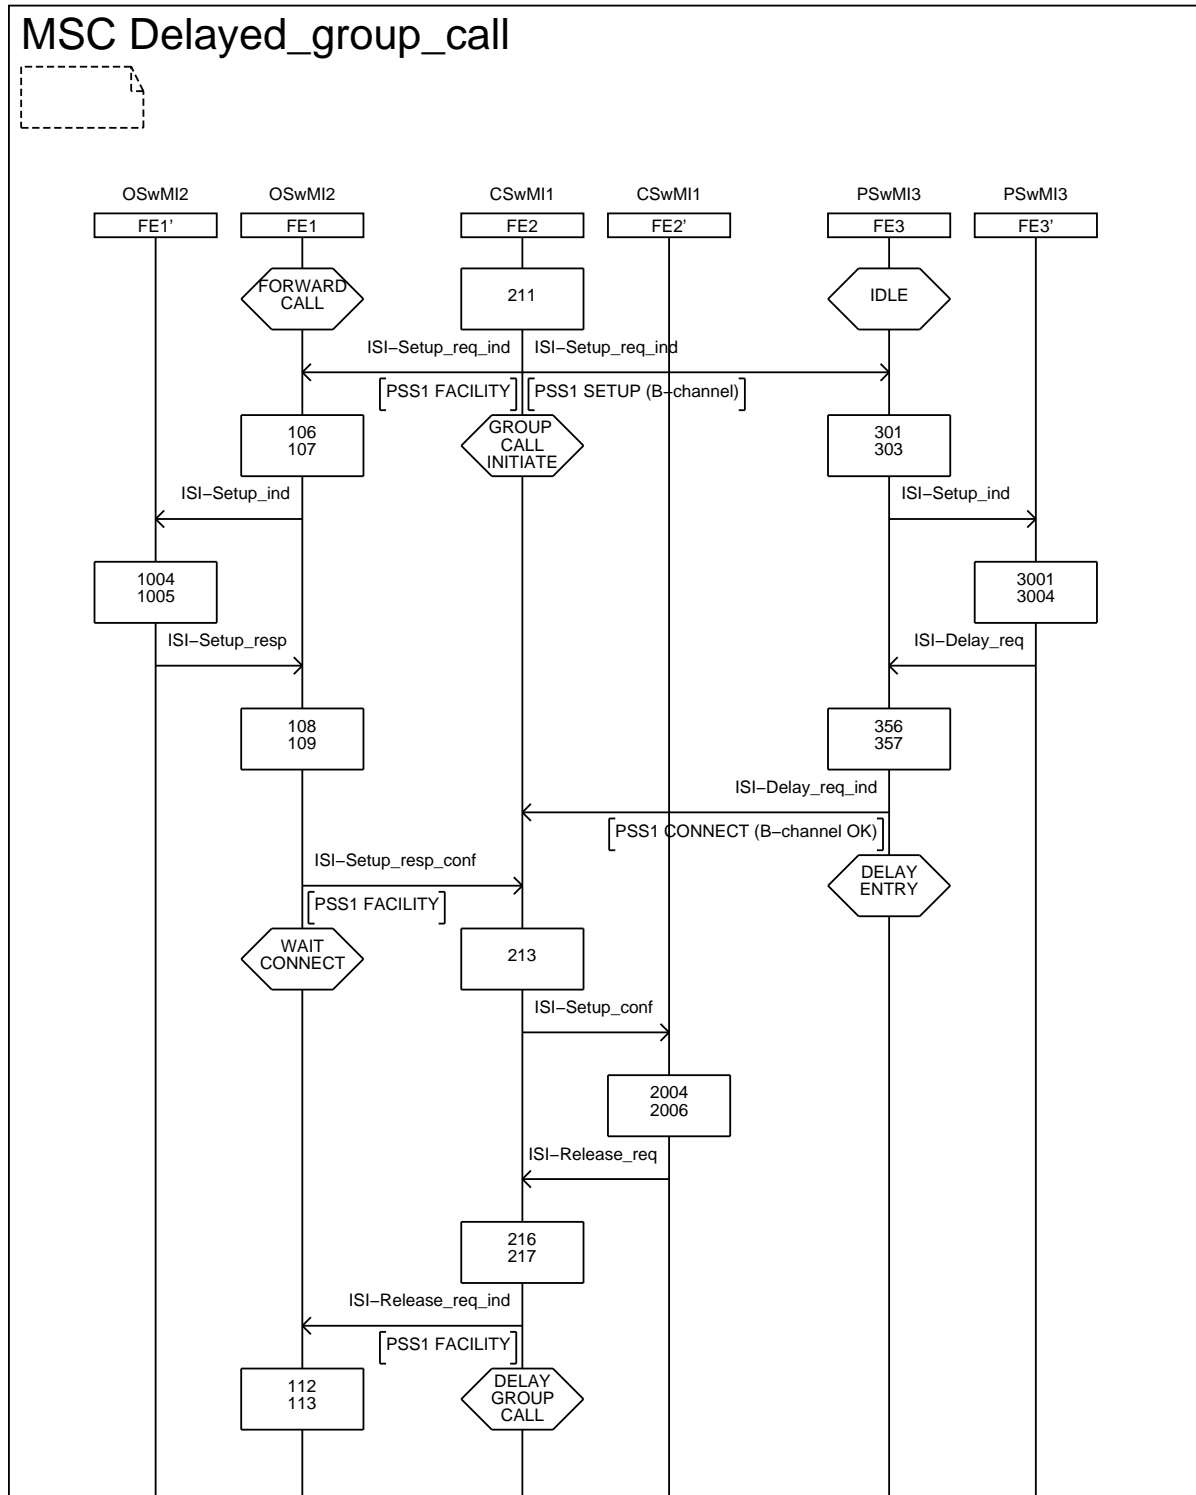 MSC Delayed_group_call
OSwMI2 OSwMI2 CSwMI1 CSwMI1 PSwMI3 PSwMI3
FE1' FE1 FE2 FE2' FE3 FE3'
FORWARD
CALL
211
IDLE
ISI–Setup_req_ind ISI–Setup_req_ind
PSS1 FACILITY PSS1 SETUP (B–channel)
106
107
GROUP
CALL
INITIATE
301
303
ISI–Setup_ind ISI–Setup_ind
1004
1005
3001
3004
ISI–Setup_resp ISI–Delay_req
108
109
356
357
ISI–Delay_req_ind
PSS1 CONNECT (B–channel OK)
ISI–Setup_resp_conf
PSS1 FACILITY
DELAY
ENTRY
WAIT
CONNECT
213
ISI–Setup_conf
2004
2006
ISI–Release_req
216
217
ISI–Release_req_ind
PSS1 FACILITY
112
113
DELAY
GROUP
CALL